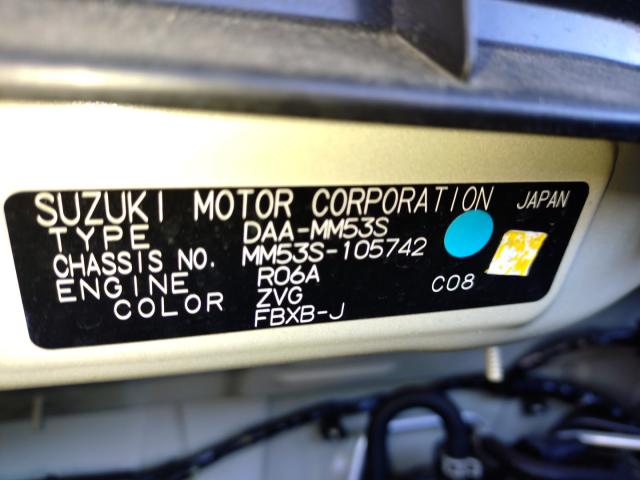 SUZUKI MOTOR CORPORATION JAPAN
TYPE DAA-MM53S
CHASSIS NO. MM53S-105742
ENGINE R06A
COLOR ZVG C08
FBXB-J